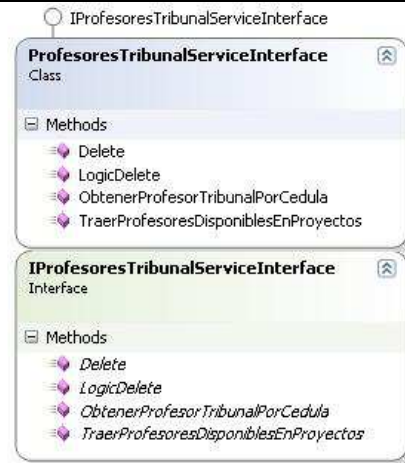 IProfesoresTribunalServiceInterface
ProfesoresTribunalServiceInterface
Class
Methods
Delete
LogicDelete
ObtenerProfesorTribunalPorCedula
TraerProfesoresDisponiblesEnProyectos
IProfesoresTribunalServiceInterface
Interface
Methods
Delete
LogicDelete
ObtenerProfesorTribunalPorCedula
TraerProfesoresDisponiblesEnProyectos